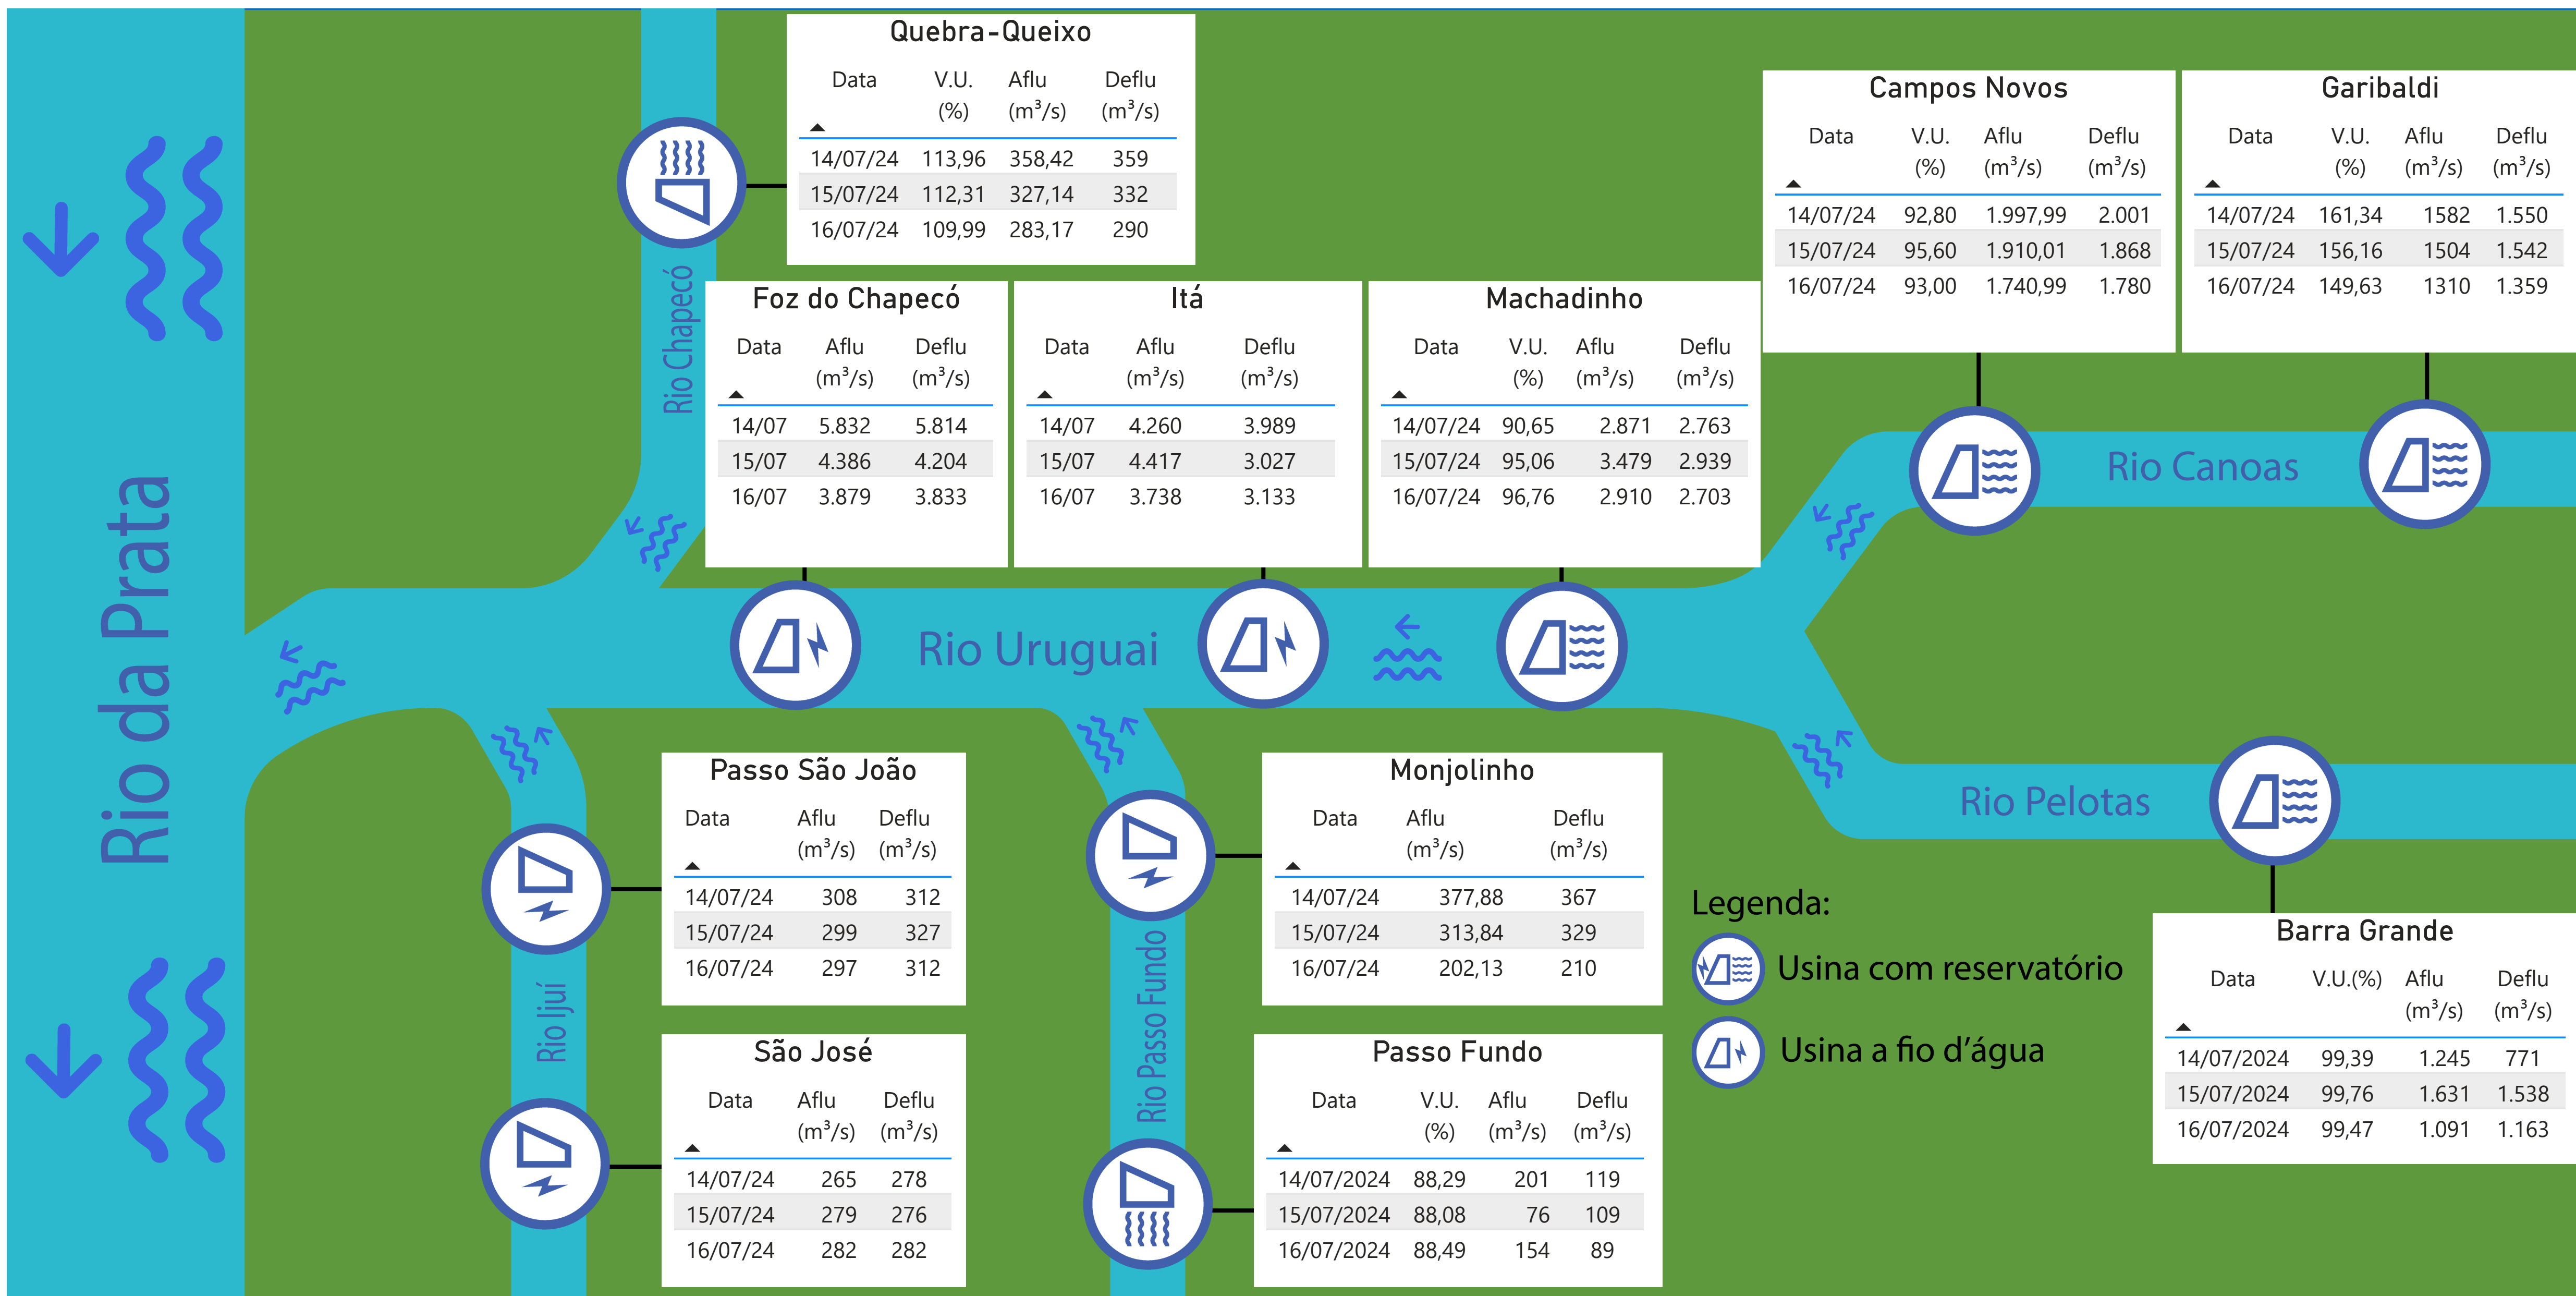 Quebra-Queixo
Data V.U. (%) Aflu (m³/s) Deflu (m³/s)
14/07/24 113,96 358,42 359
15/07/24 112,31 327,14 332
16/07/24 109,99 283,17 290
Campos Novos
Data V.U. (%) Aflu (m³/s) Deflu (m³/s)
14/07/24 92,80 1.997,99 2.001
15/07/24 95,60 1.910,01 1.868
16/07/24 93,00 1.740,99 1.780
Garibaldi
Data V.U. (%) Aflu (m³/s) Deflu (m³/s)
14/07/24 161,34 1582 1.550
15/07/24 156,16 1504 1.542
16/07/24 149,63 1310 1.359
Rio Chapecó
Foz do Chapecó
Data Aflu (m³/s) Deflu (m³/s)
14/07 5.832 5.814
15/07 4.386 4.204
16/07 3.879 3.833
Itá
Data Aflu (m³/s) Deflu (m³/s)
14/07 4.260 3.989
15/07 4.417 3.027
16/07 3.738 3.133
Machadinho
Data V.U. (%) Aflu (m³/s) Deflu (m³/s)
14/07/24 90,65 2.871 2.763
15/07/24 95,06 3.479 2.939
16/07/24 96,76 2.910 2.703
Rio Canoas
Rio da Prata
Rio Uruguai
Rio Pelotas
Passo São João
Data Aflu (m³/s) Deflu (m³/s)
14/07/24 308 312
15/07/24 299 327
16/07/24 297 312
Monjolinho
Data Aflu (m³/s) Deflu (m³/s)
14/07/24 377,88 367
15/07/24 313,84 329
16/07/24 202,13 210
Legenda:
Usina com reservatório
Usina a fio d'água
Barra Grande
Data V.U.(%) Aflu (m³/s) Deflu (m³/s)
14/07/2024 99,39 1.245 771
15/07/2024 99,76 1.631 1.538
16/07/2024 99,47 1.091 1.163
Rio Ijuí
São José
Data Aflu (m³/s) Deflu (m³/s)
14/07/24 265 278
15/07/24 279 276
16/07/24 282 282
Rio Passo Fundo
Passo Fundo
Data V.U. (%) Aflu (m³/s) Deflu (m³/s)
14/07/2024 88,29 201 119
15/07/2024 88,08 76 109
16/07/2024 88,49 154 89